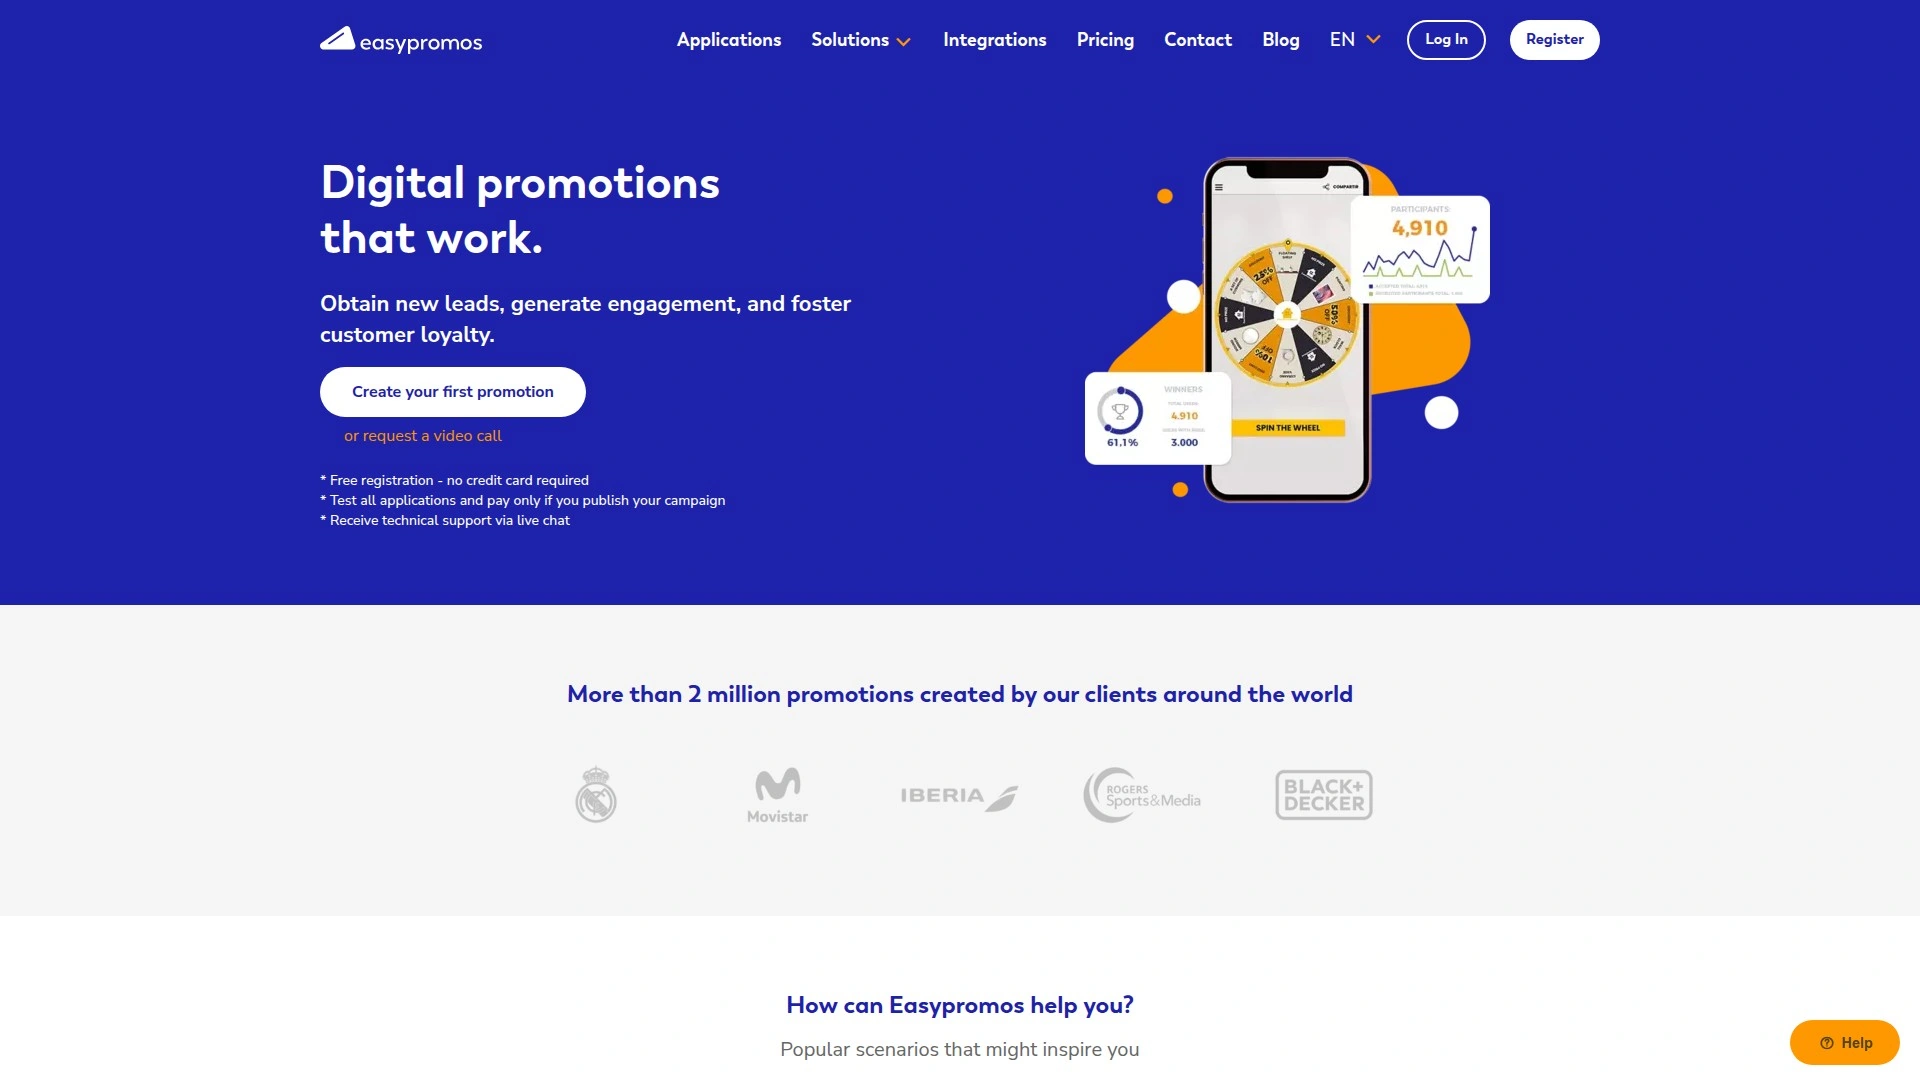 easypromos
Applications
Solutions
Integrations
Pricing
Contact
Blog
EN
Log In
Register
Digital promotions
that work.
Obtain new leads, generate engagement, and foster
customer loyalty.
Create your first promotion
or request a video call
* Free registration - no credit card required
* Test all applications and pay only if you publish your campaign
* Receive technical support via live chat
COMPARTIR
PARTICIPANTS
4,910
25% OFF
50% OFF
10% OFF
WINNERS
4.910
61,1%
3.000
SPIN THE WHEEL
More than 2 million promotions created by our clients around the world
Movistar
IBERIA
ROGERS
Sports&Media
BLACK+
DECKER
How can Easypromos help you?
Popular scenarios that might inspire you
Help